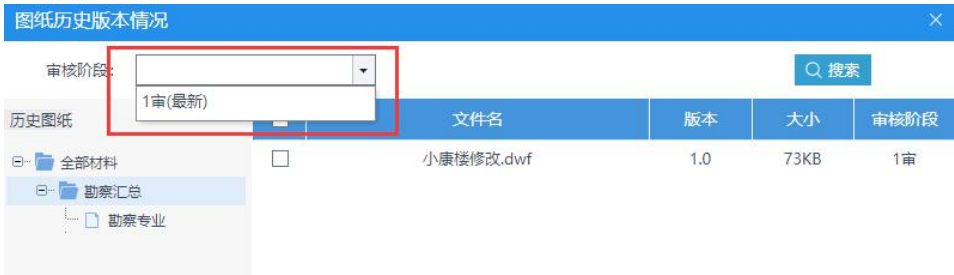 图纸历史版本情况
审核阶段:
搜索
1审(最新)
历史图纸
文件名 版本 大小 审核阶段
全部材料
小康楼修改.dwf 1.0 73KB 1审
勘察汇总
勘察专业